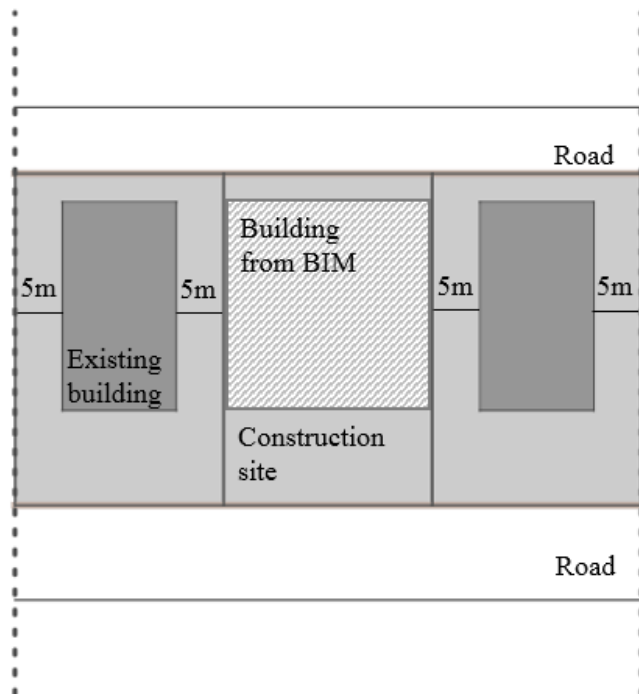 Road
Building
from BIM
5m
5m
5m
5m
Existing
building
Construction
site
Road